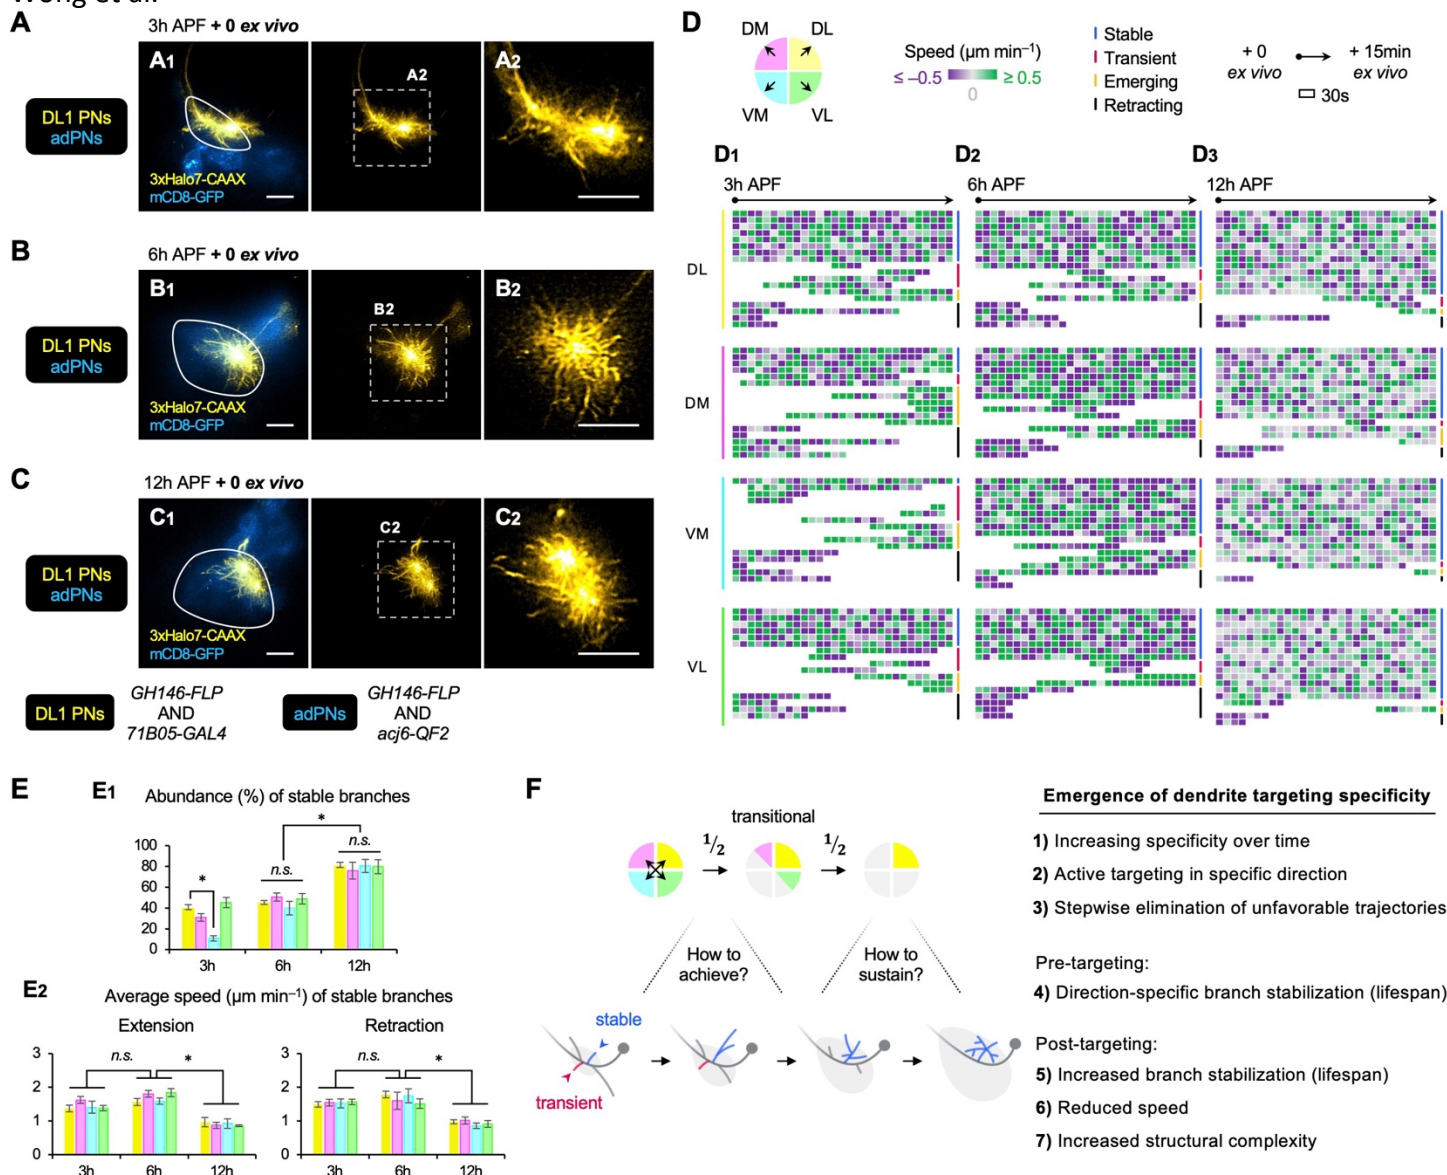 Wong et al.
A
3h APF + 0 ex vivo
DL1 PNs
adPNs
A1
3xHalo7-CAAX
mCD8-GFP
A2
A2
B
6h APF + 0 ex vivo
DL1 PNs
adPNs
B1
3xHalo7-CAAX
mCD8-GFP
B2
B2
C
12h APF + 0 ex vivo
DL1 PNs
adPNs
C1
3xHalo7-CAAX
mCD8-GFP
C2
C2
DL1 PNs
GH146-FLP
AND
71B05-GAL4
adPNs
GH146-FLP
AND
acj6-QF2
D
DM DL
VM VL
Speed (µm min⁻¹)
≤ –0.5 ≥ 0.5
0
Stable
Transient
Emerging
Retracting
+ 0
ex vivo
+ 15min
ex vivo
30s
D1
3h APF
D2
6h APF
D3
12h APF
DL
DM
VM
VL
E
E1
Abundance (%) of stable branches
100
80
60
40
20
0
*
n.s.
*
n.s.
3h 6h 12h
E2
Average speed (µm min⁻¹) of stable branches
Extension
3
2
1
0
n.s. *
3h 6h 12h
Retraction
3
2
1
0
n.s. *
3h 6h 12h
F
transitional
1/2
1/2
How to
achieve?
How to
sustain?
stable
transient
Emergence of dendrite targeting specificity
1) Increasing specificity over time
2) Active targeting in specific direction
3) Stepwise elimination of unfavorable trajectories
Pre-targeting:
4) Direction-specific branch stabilization (lifespan)
Post-targeting:
5) Increased branch stabilization (lifespan)
6) Reduced speed
7) Increased structural complexity